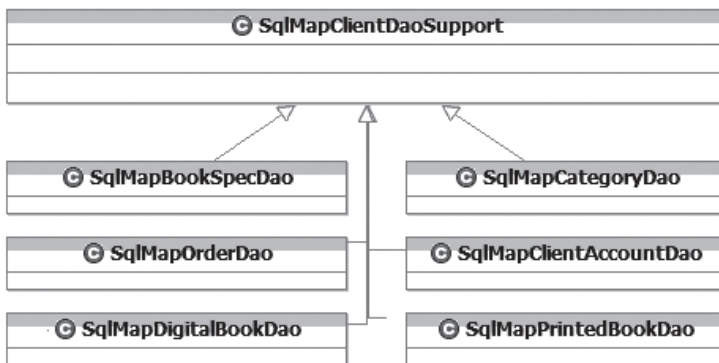 C SqlMapClientDaoSupport
C SqlMapBookSpecDao
C SqlMapCategoryDao
C SqlMapOrderDao
C SqlMapClientAccountDao
C SqlMapDigitalBookDao
C SqlMapPrintedBookDao